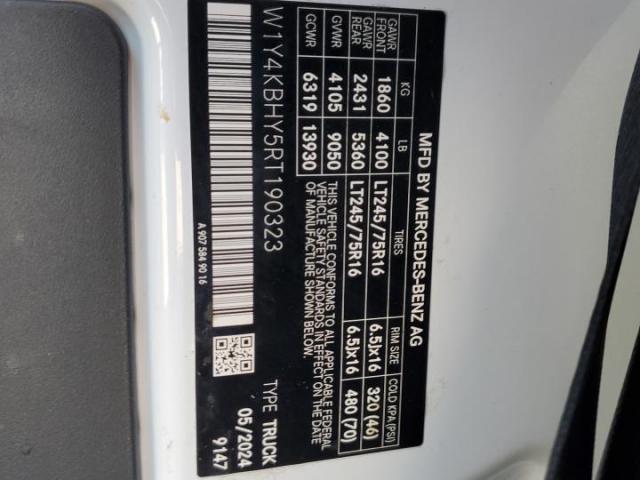 MFD BY MERCEDES-BENZ AG
KG LB TIRES RIM SIZE COLD KPA(PSI)
GAWR FRONT 1860 4100 LT245/75R16 6.5Jx16 320 (46)
GAWR REAR 2431 5360 LT245/75R16 6.5Jx16 480 (70)
GVWR 4105 9050 THIS VEHICLE CONFORMS TO ALL APPLICABLE FEDERAL
VEHICLE SAFETY STANDARDS IN EFFECT ON THE DATE
GCWR 6319 13930 OF MANUFACTURE SHOWN BELOW.
W1Y4KBHY5RT190323
TYPE TRUCK
05/2024
9147
A 907 584 90 16